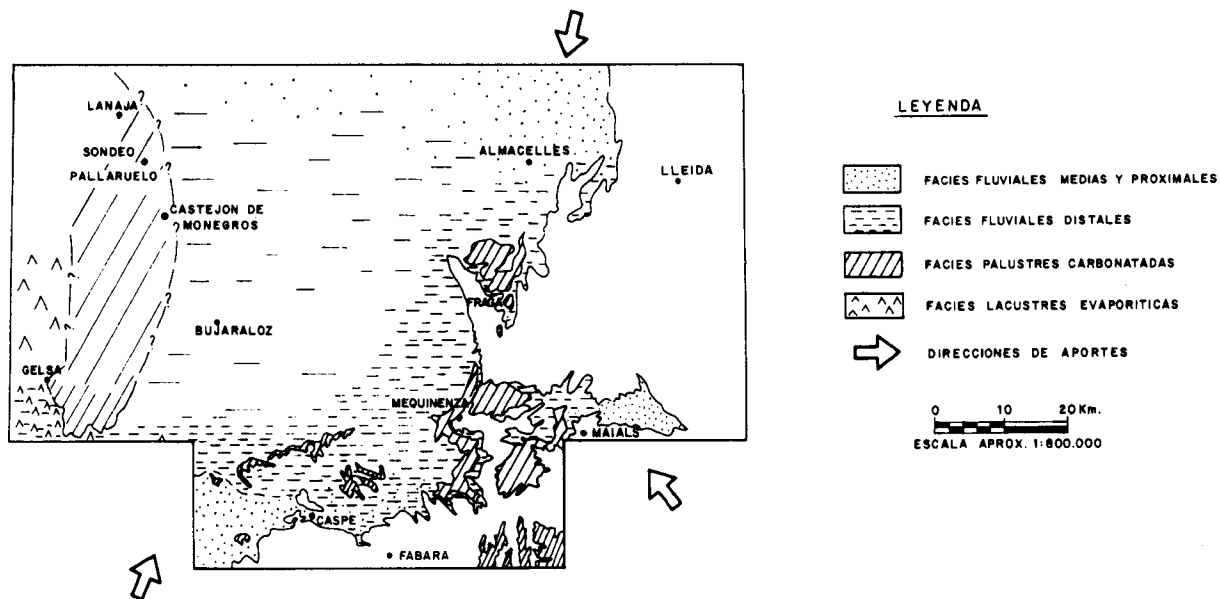 LANAJA
SONDEO
PALLARUELO
CASTEJON DE
MONEGROS
ALMACELLES
LLEIDA
FRAGA
BUJARALOZ
GELSA
MEQUINENZA
MAIALS
CASPE
FABARA
? ? ? ? ? ? ? ?
LEYENDA
FACIES FLUVIALES MEDIAS Y PROXIMALES
FACIES FLUVIALES DISTALES
FACIES PALUSTRES CARBONATADAS
FACIES LACUSTRES EVAPORITICAS
DIRECCIONES DE APORTES
0 10 20 Km.
ESCALA APROX. 1:800.000